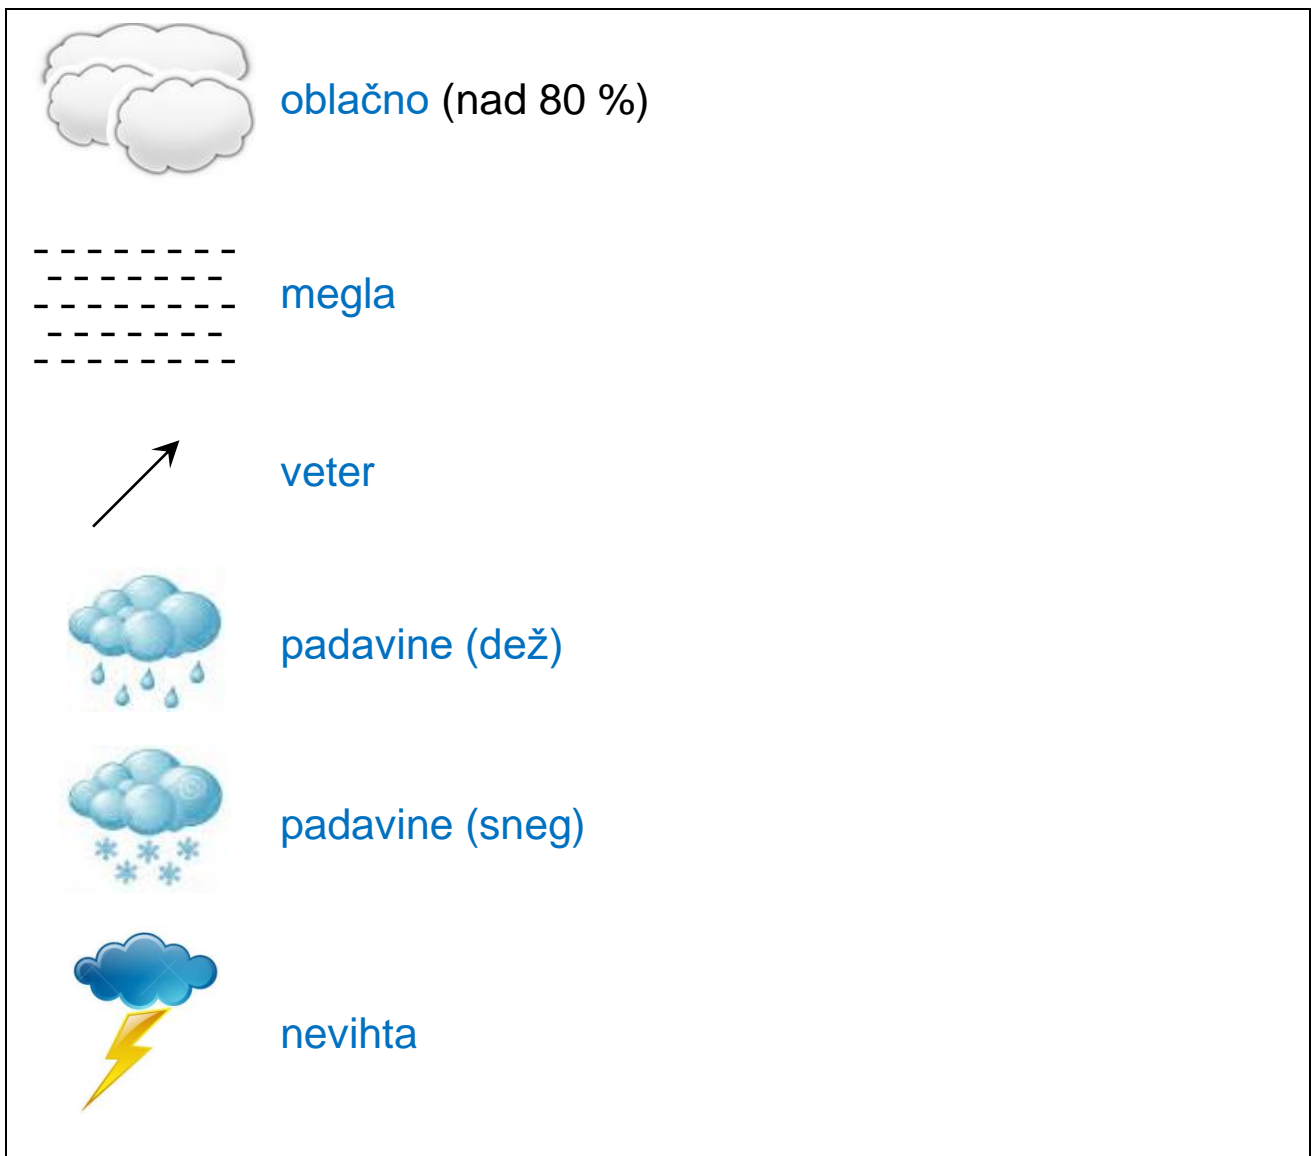 oblačno (nad 80 %)
megla
veter
padavine (dež)
padavine (sneg)
nevihta